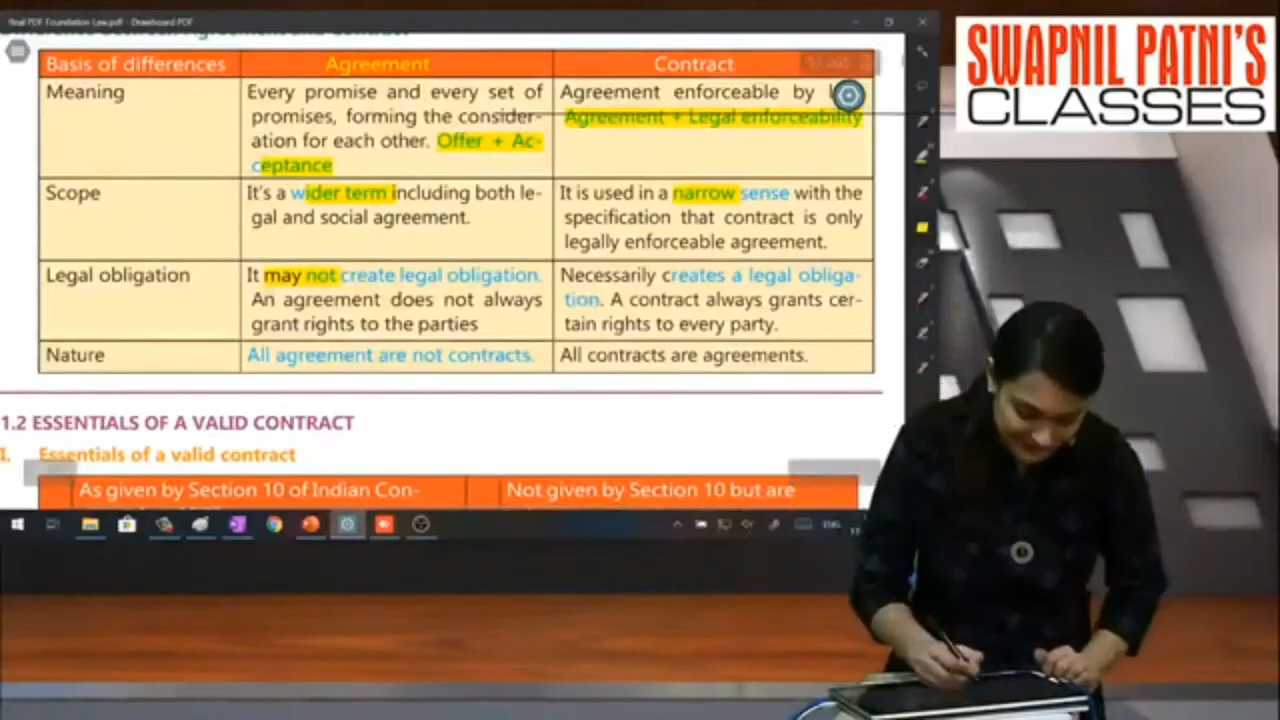 final PDF Foundation Law.pdf - Drawboard PDF
SWAPNIL PATNI'S
CLASSES
Basis of differences Agreement Contract
Meaning
Every promise and every set of
promises, forming the consider-
ation for each other. Offer + Ac-
ceptance
Agreement enforceable by
Agreement + Legal enforceability
Scope
It's a wider term including both le-
gal and social agreement.
It is used in a narrow sense with the
specification that contract is only
legally enforceable agreement.
Legal obligation
It may not create legal obligation.
An agreement does not always
grant rights to the parties
Necessarily creates a legal obliga-
tion. A contract always grants cer-
tain rights to every party.
Nature
All agreement are not contracts.
All contracts are agreements.
1.2 ESSENTIALS OF A VALID CONTRACT
I. Essentials of a valid contract
As given by Section 10 of Indian Con-
Not given by Section 10 but are
ENG